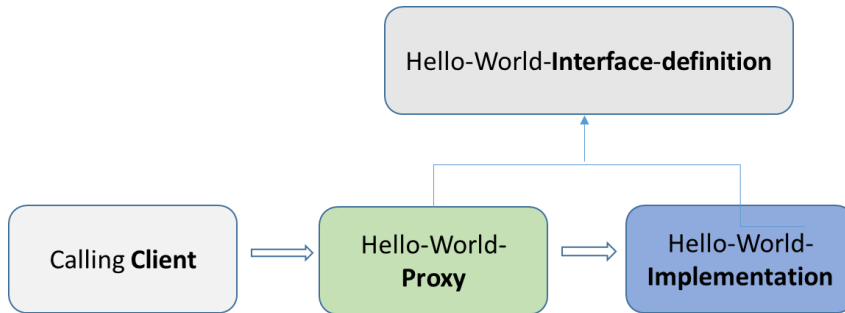 Hello-World-Interface-definition
Calling Client
Hello-World-
Proxy
Hello-World-
Implementation